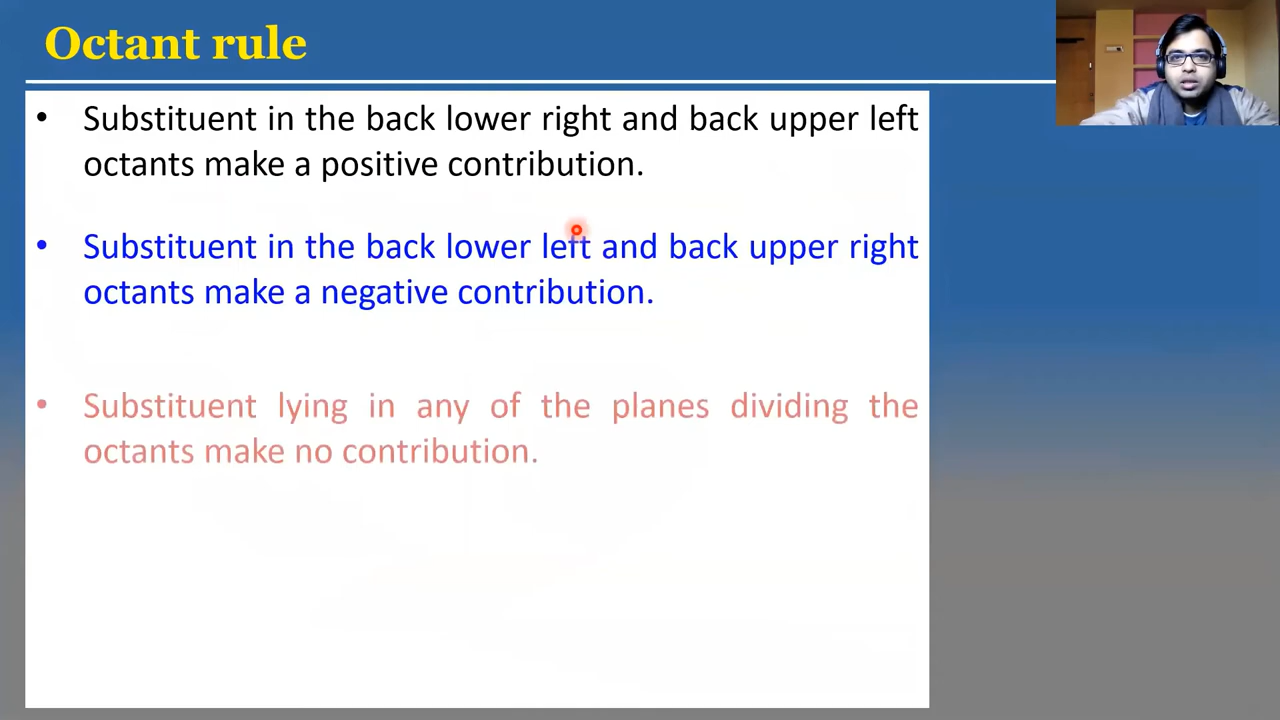 Octant rule
• Substituent in the back lower right and back upper left
octants make a positive contribution.
• Substituent in the back lower left and back upper right
octants make a negative contribution.
• Substituent lying in any of the planes dividing the
octants make no contribution.